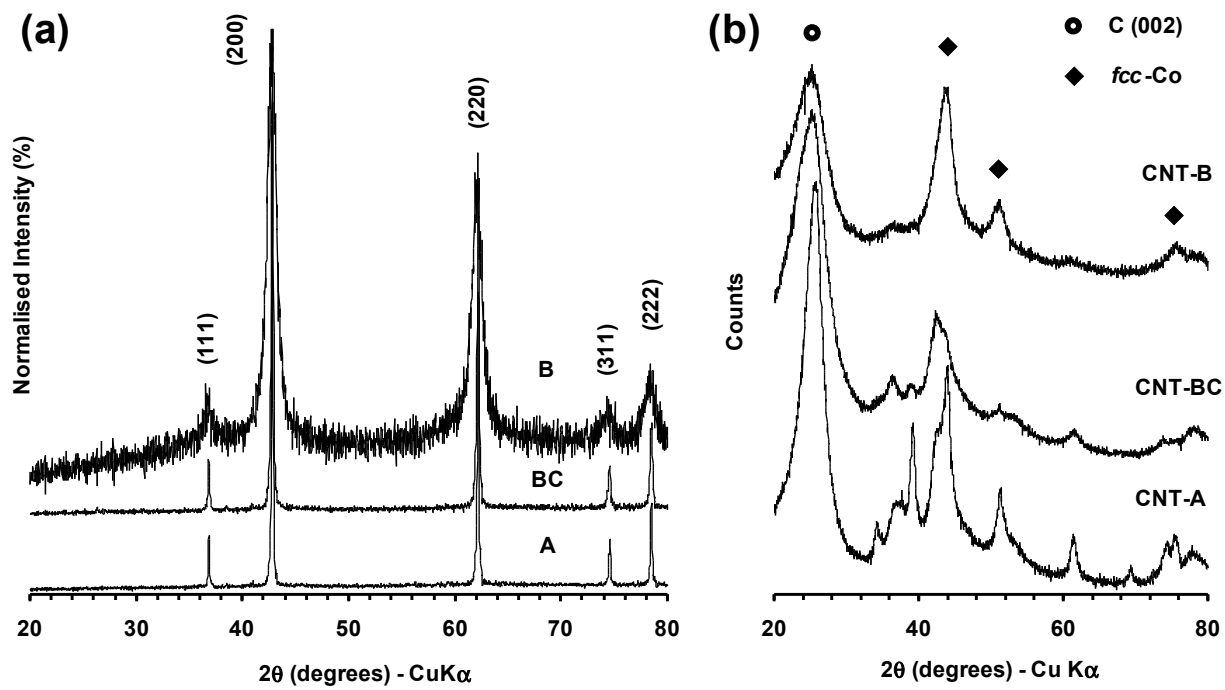 (a)
Normalised Intensity (%)
(111)
(200)
(220)
(311)
(222)
B
BC
A
20 30 40 50 60 70 80
2θ (degrees) - CuKα
(b)
C (002)
fcc-Co
Counts
CNT-B
CNT-BC
CNT-A
20 40 60 80
2θ (degrees) - Cu Kα